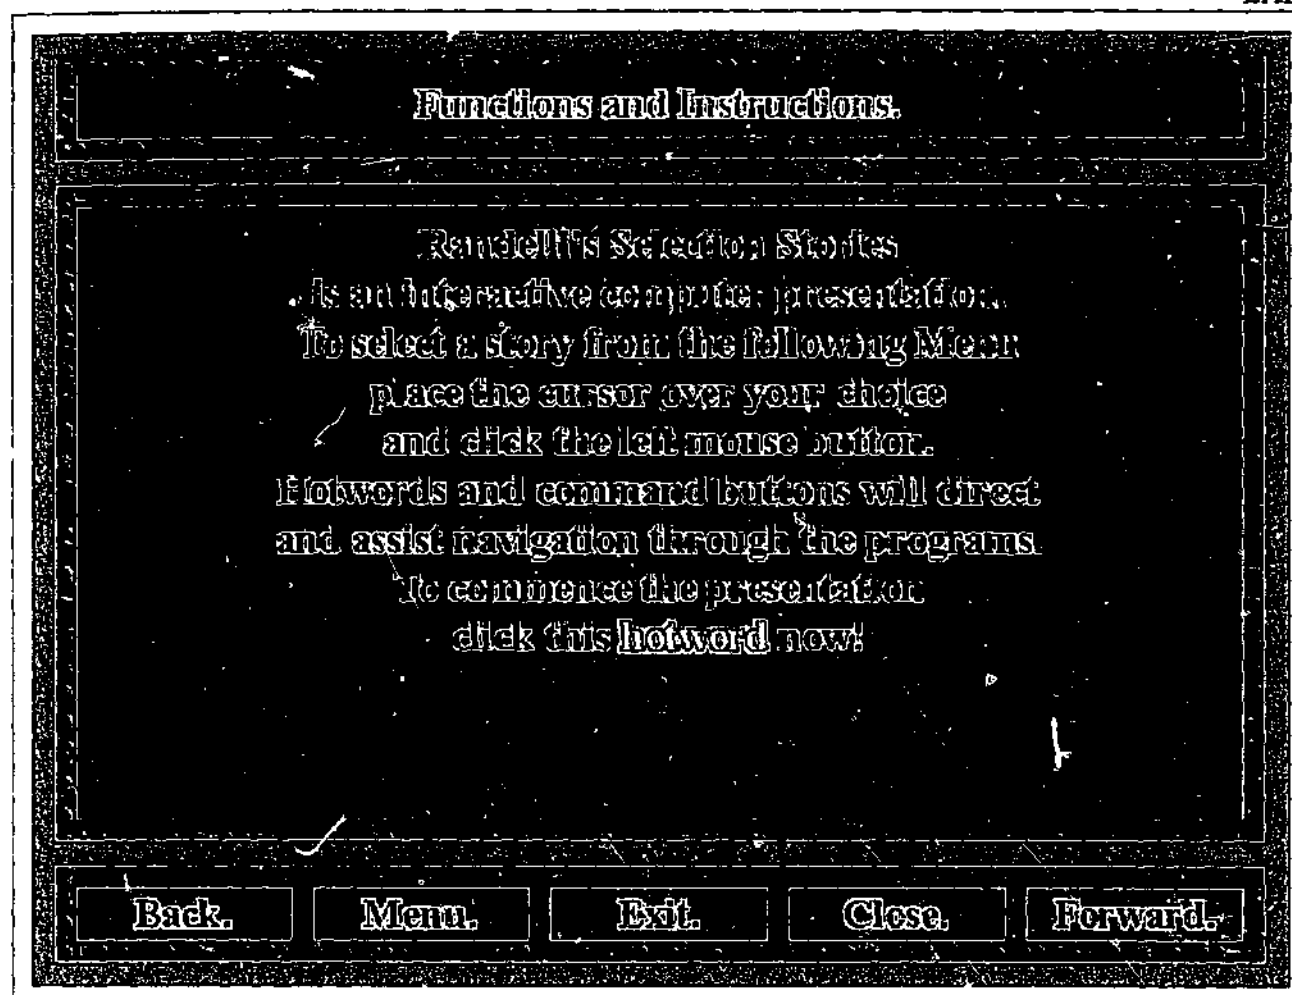 Functions and Instructions.
Randelli's Selection Stories
is an interactive computer presentation.
To select a story from the following Menu
place the cursor over your choice
and click the left mouse button.
Hotwords and command buttons will direct
and assist navigation through the programs.
To commence the presentation
click this hotword now!
Back. Menu. Exit. Close. Forward.